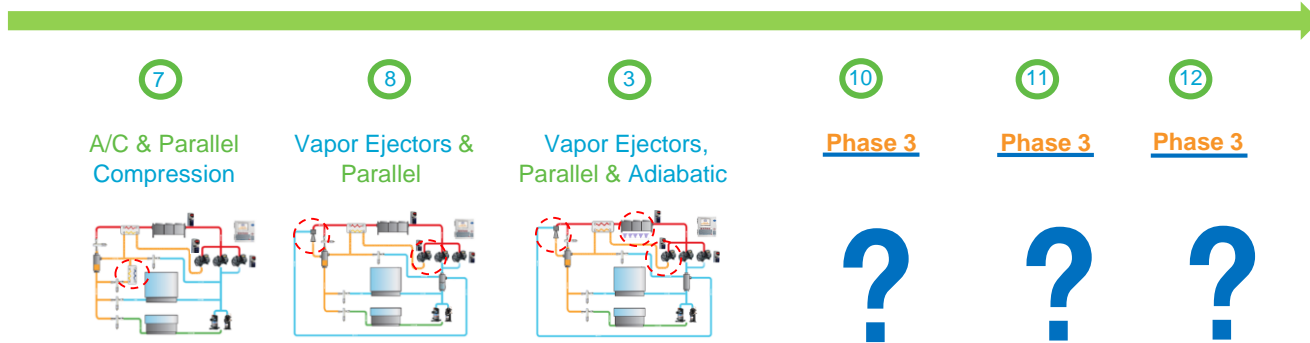 7
8
3
10
11
12
A/C & Parallel
Compression
Vapor Ejectors &
Parallel
Vapor Ejectors,
Parallel & Adiabatic
Phase 3
Phase 3
Phase 3
?
?
?